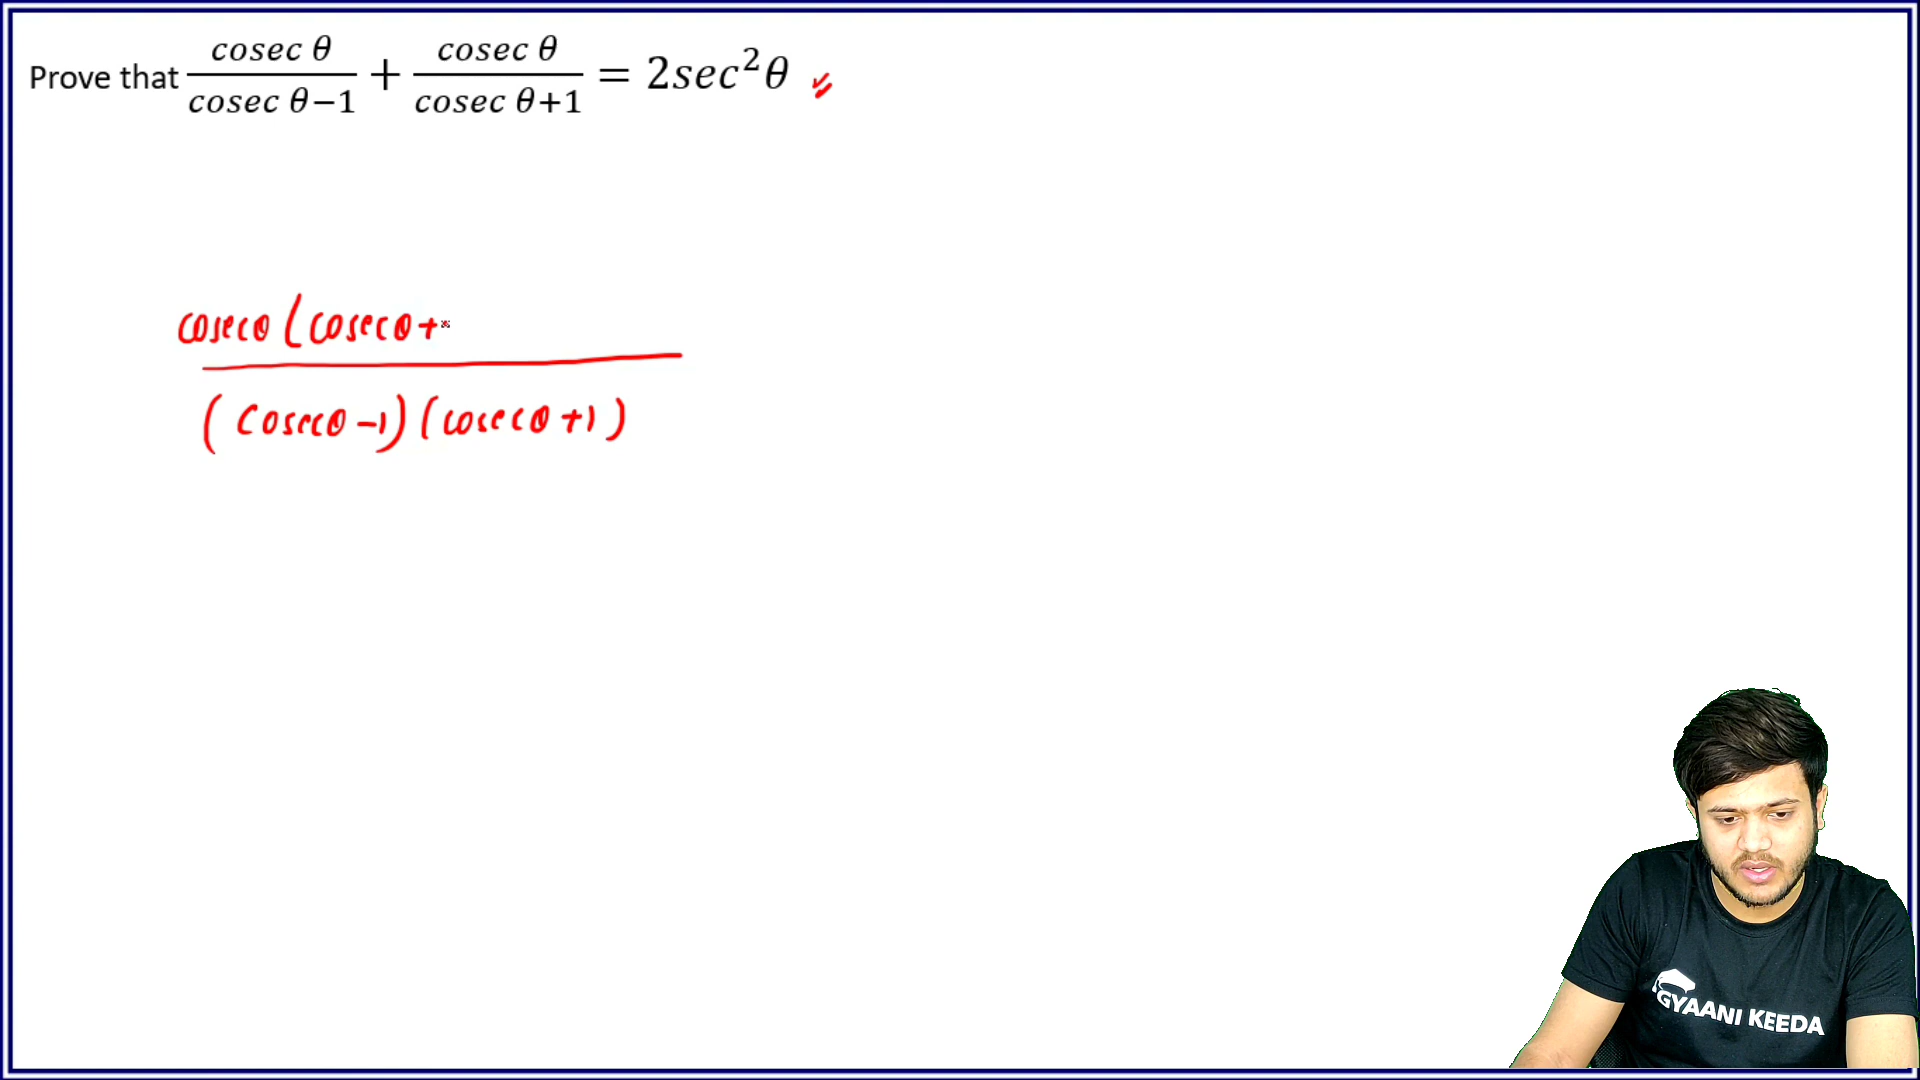 Prove that cosec θ/cosec θ−1 + cosec θ/cosec θ+1 = 2sec²θ
cosecθ (cosecθ+
(cosecθ −1) (cosecθ +1)
GYAANI KEEDA